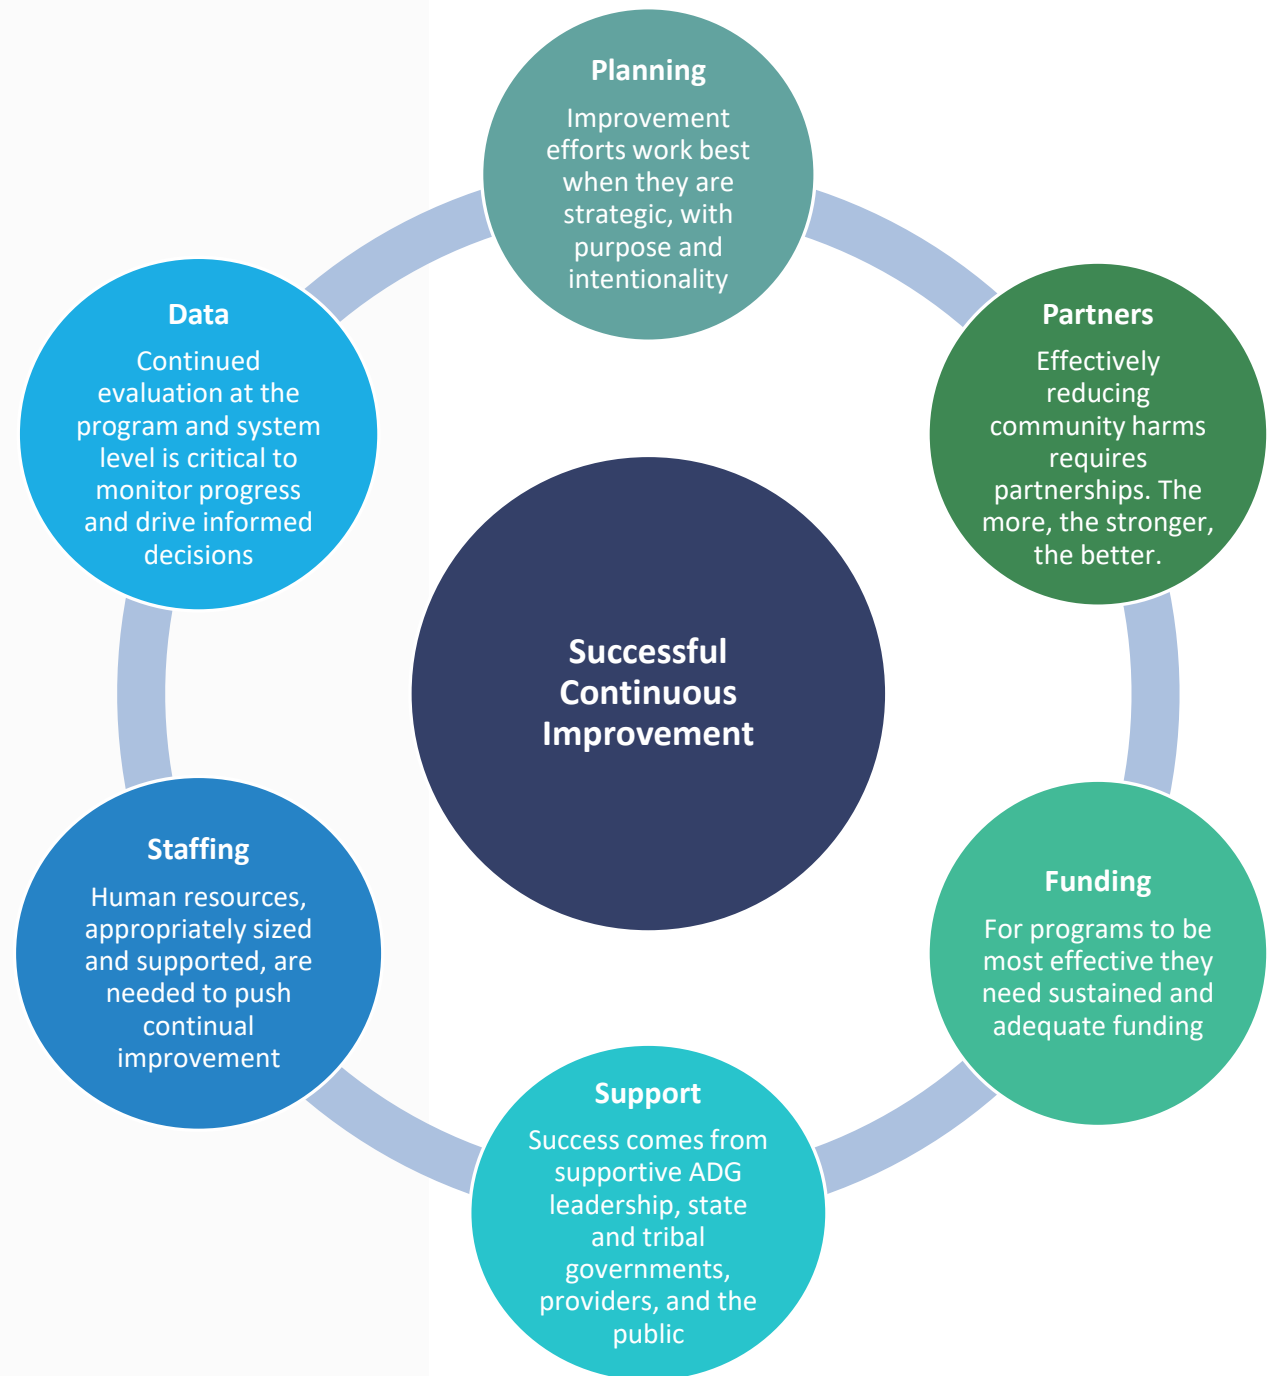 Planning
Improvement
efforts work best
when they are
strategic, with
purpose and
intentionality
Partners
Effectively
reducing
community harms
requires
partnerships. The
more, the stronger,
the better.
Funding
For programs to be
most effective they
need sustained and
adequate funding
Support
Success comes from
supportive ADG
leadership, state
and tribal
governments,
providers, and the
public
Staffing
Human resources,
appropriately sized
and supported, are
needed to push
continual
improvement
Data
Continued
evaluation at the
program and system
level is critical to
monitor progress
and drive informed
decisions
Successful
Continuous
Improvement